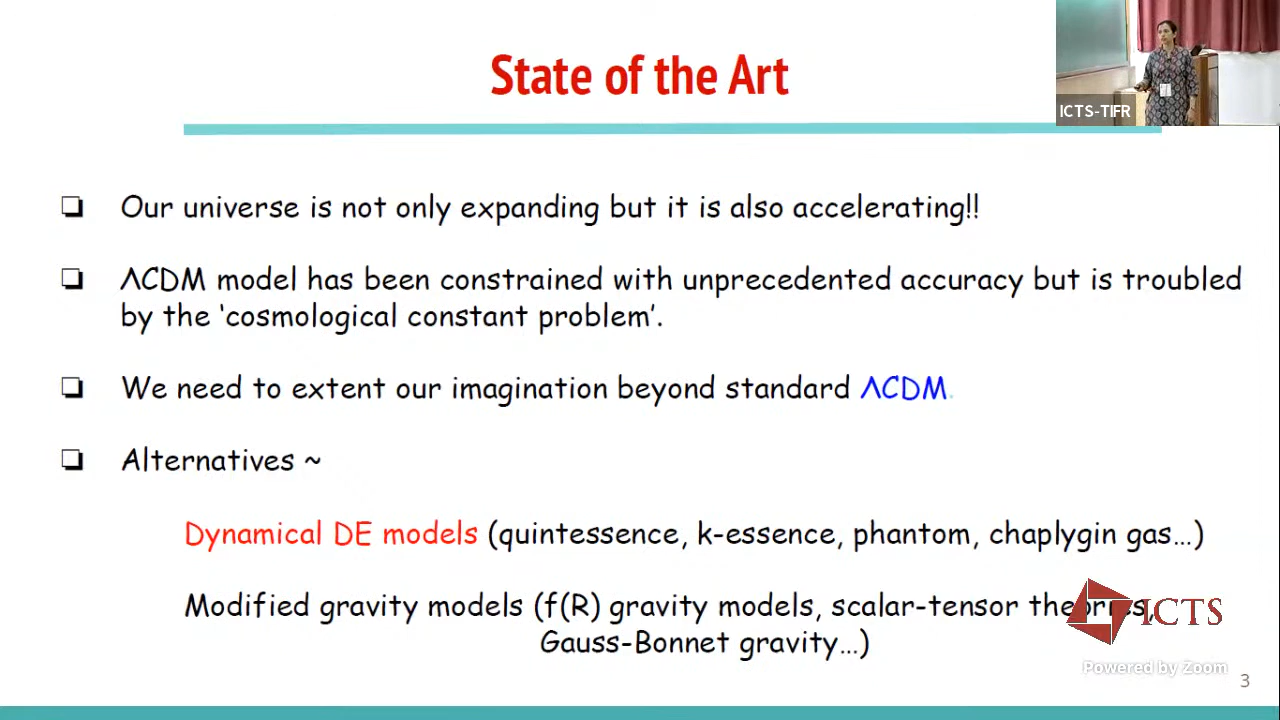 State of the Art
ICTS-TIFR
❏ Our universe is not only expanding but it is also accelerating!!
❏ ΛCDM model has been constrained with unprecedented accuracy but is troubled
by the ‘cosmological constant problem’.
❏ We need to extent our imagination beyond standard ΛCDM.
❏ Alternatives ~
Dynamical DE models (quintessence, k-essence, phantom, chaplygin gas…)
Modified gravity models (f(R) gravity models, scalar-tensor theories,
Gauss-Bonnet gravity…)
ICTS
Powered by Zoom
3